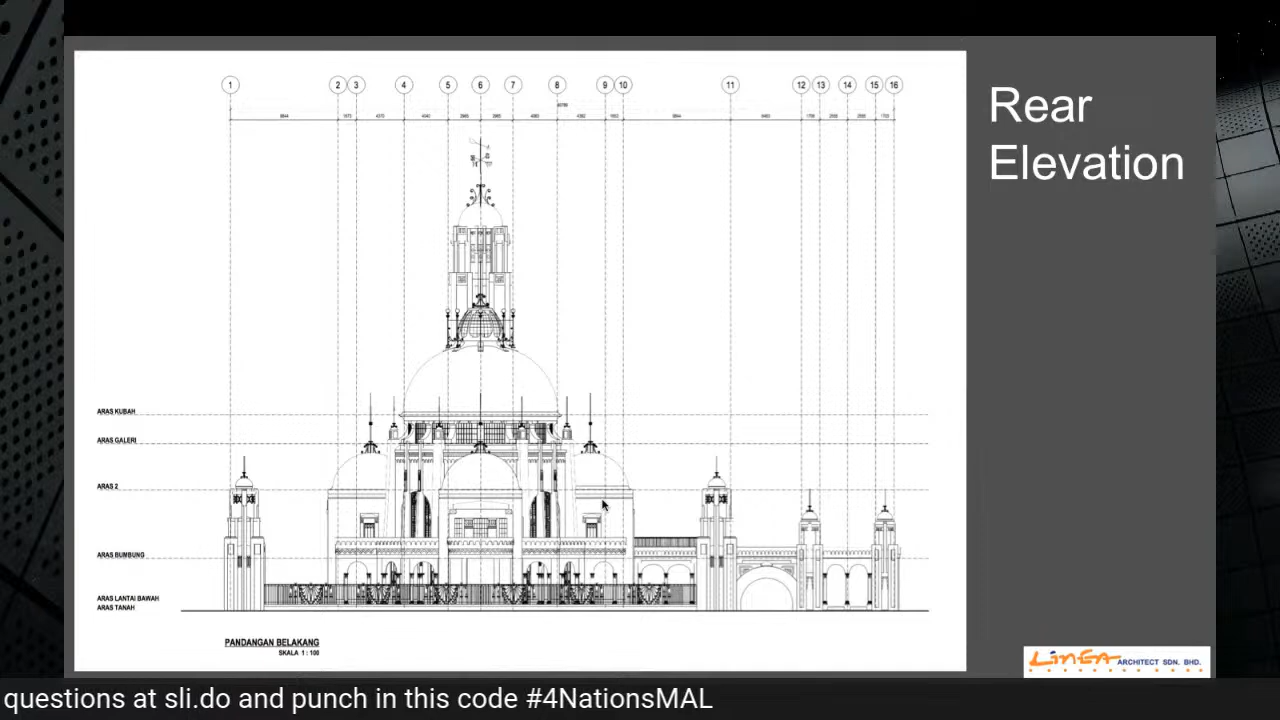 1 2 3 4 5 6 7 8 9 10 11 12 13 14 15 16
Rear
Elevation
ARAS KUBAH
ARAS GALERI
ARAS 2
ARAS BUMBUNG
ARAS LANTAI BAWAH
ARAS TANAH
PANDANGAN BELAKANG
SKALA 1 : 100
LINEA ARCHITECT SDN. BHD.
questions at sli.do and punch in this code #4NationsMAL